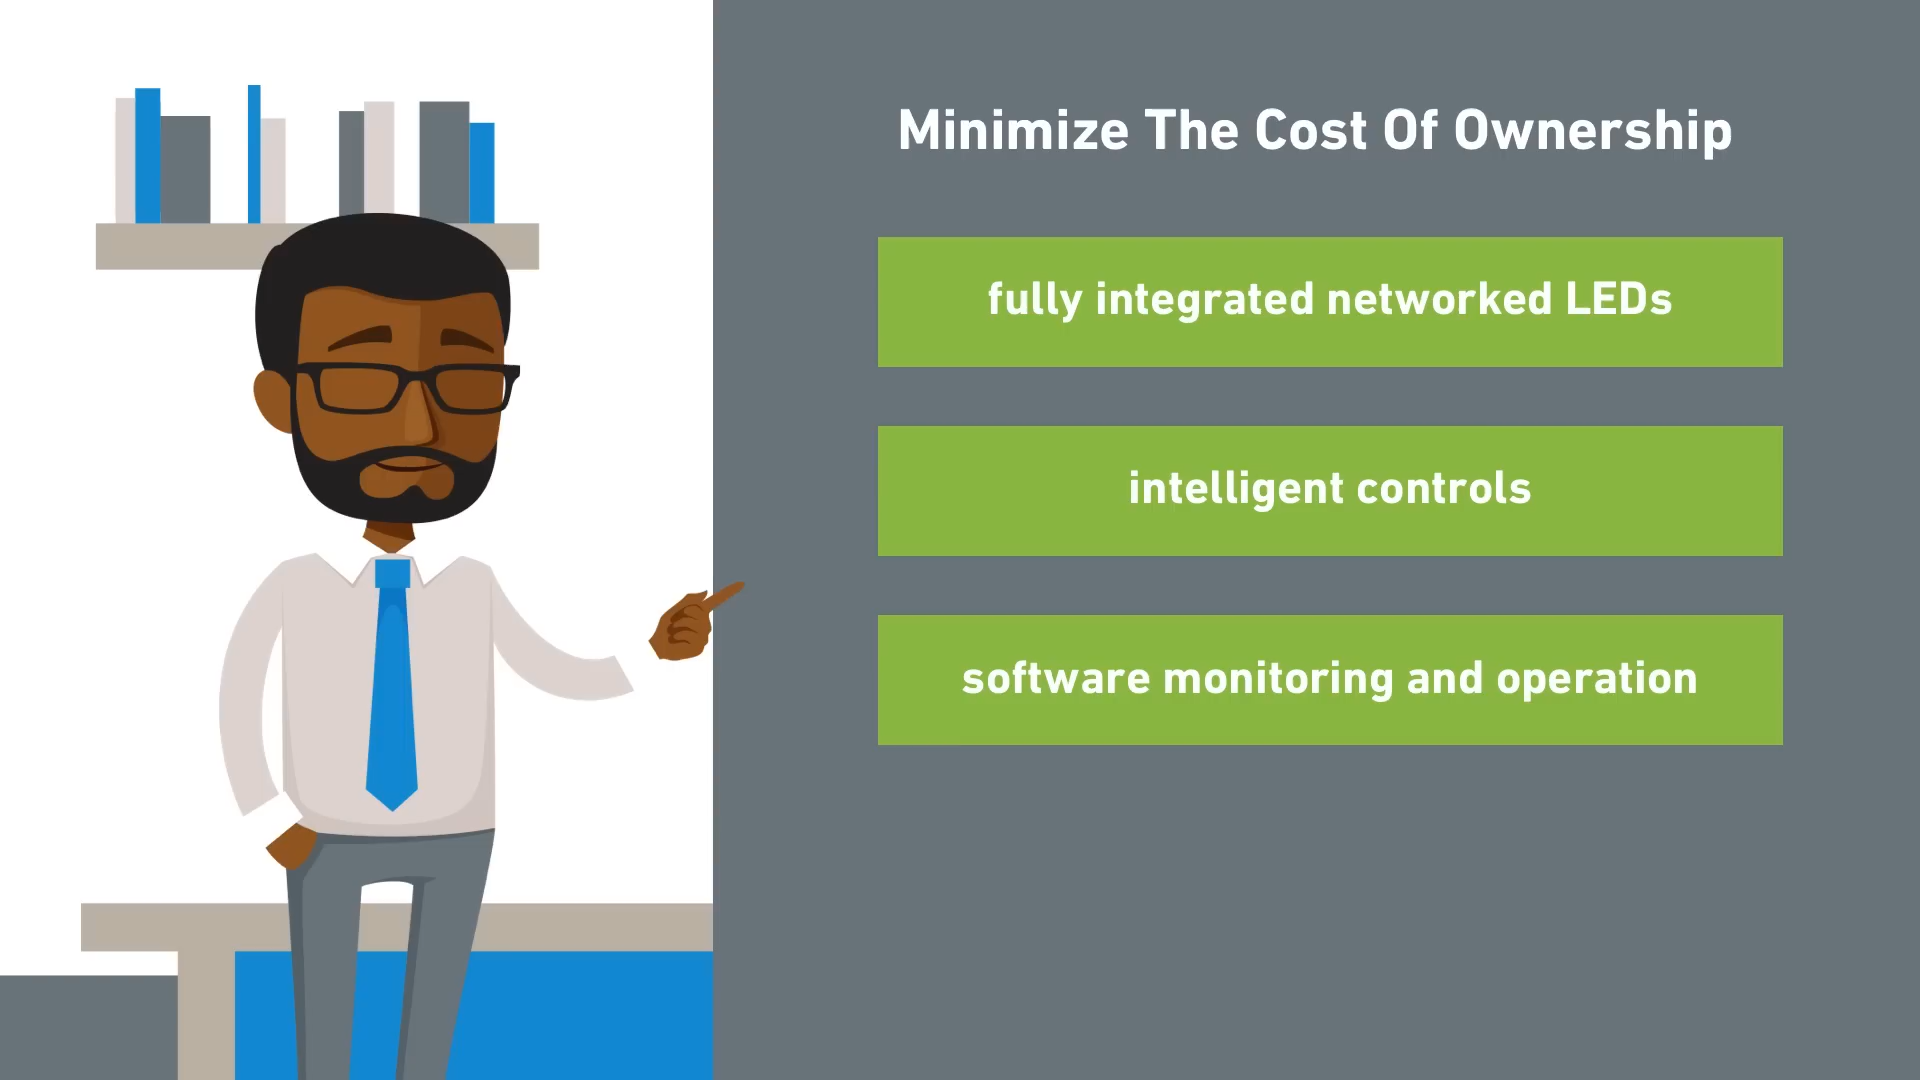 Minimize The Cost Of Ownership
fully integrated networked LEDs
intelligent controls
software monitoring and operation